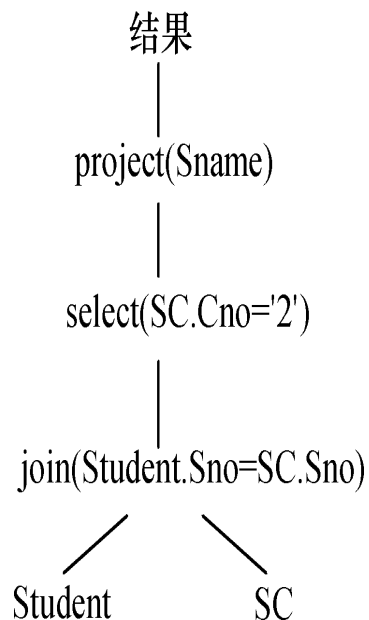 结果
project(Sname)
select(SC.Cno='2')
join(Student.Sno=SC.Sno)
Student
SC